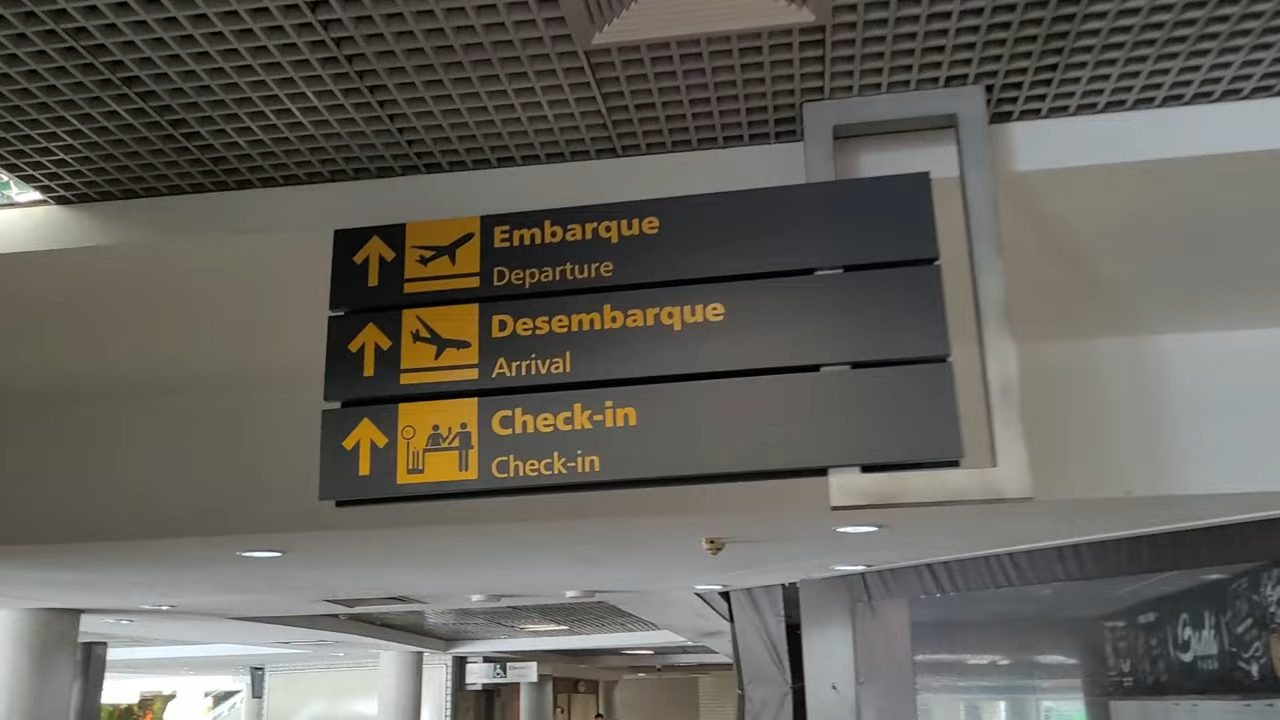 Embarque
Departure
Desembarque
Arrival
Check-in
Check-in